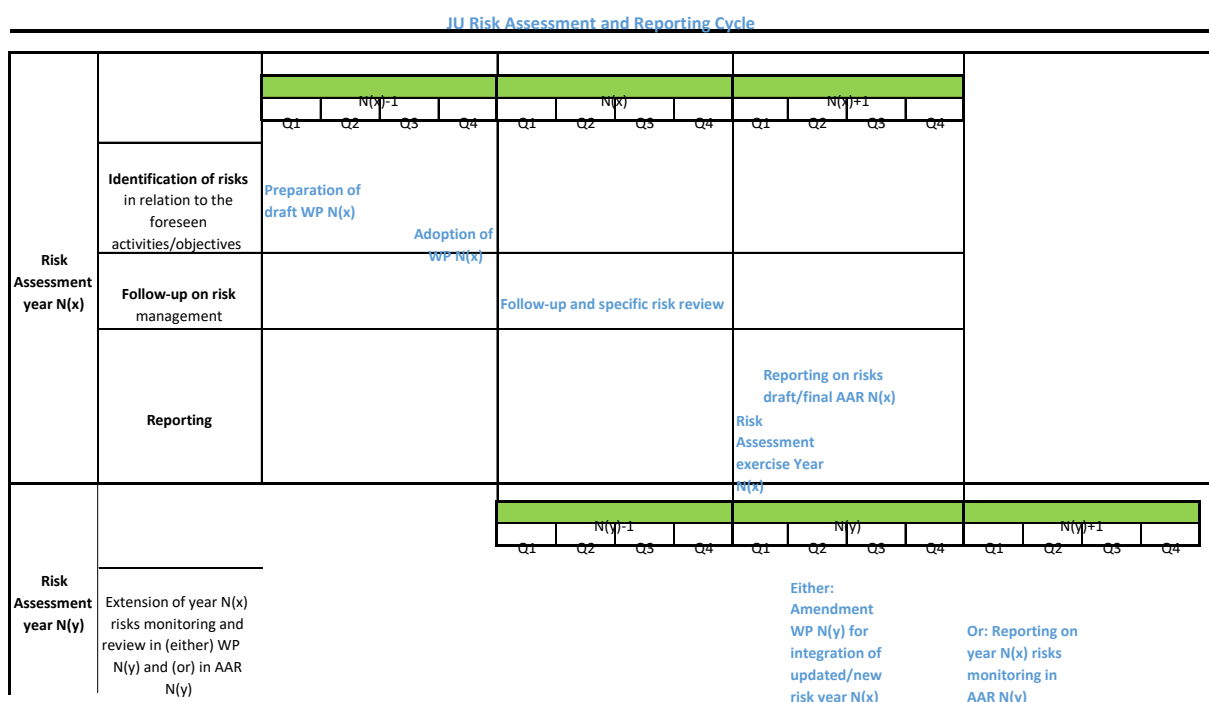 JU Risk Assessment and Reporting Cycle
N(x)-1 N(x) N(x)+1
Q1 Q2 Q3 Q4 Q1 Q2 Q3 Q4 Q1 Q2 Q3 Q4
Risk
Assessment
year N(x)
Identification of risks
in relation to the
foreseen
activities/objectives
Preparation of
draft WP N(x)
Adoption of
WP N(x)
Follow-up on risk
management
Follow-up and specific risk review
Reporting
Reporting on risks
draft/final AAR N(x)
Risk
Assessment
exercise Year
N(x)
N(y)-1 N(y) N(y)+1
Q1 Q2 Q3 Q4 Q1 Q2 Q3 Q4 Q1 Q2 Q3 Q4
Risk
Assessment
year N(y)
Extension of year N(x)
risks monitoring and
review in (either) WP
N(y) and (or) in AAR
N(y)
Either:
Amendment
WP N(y) for
integration of
updated/new
risk year N(x)
Or: Reporting on
year N(x) risks
monitoring in
AAR N(y)